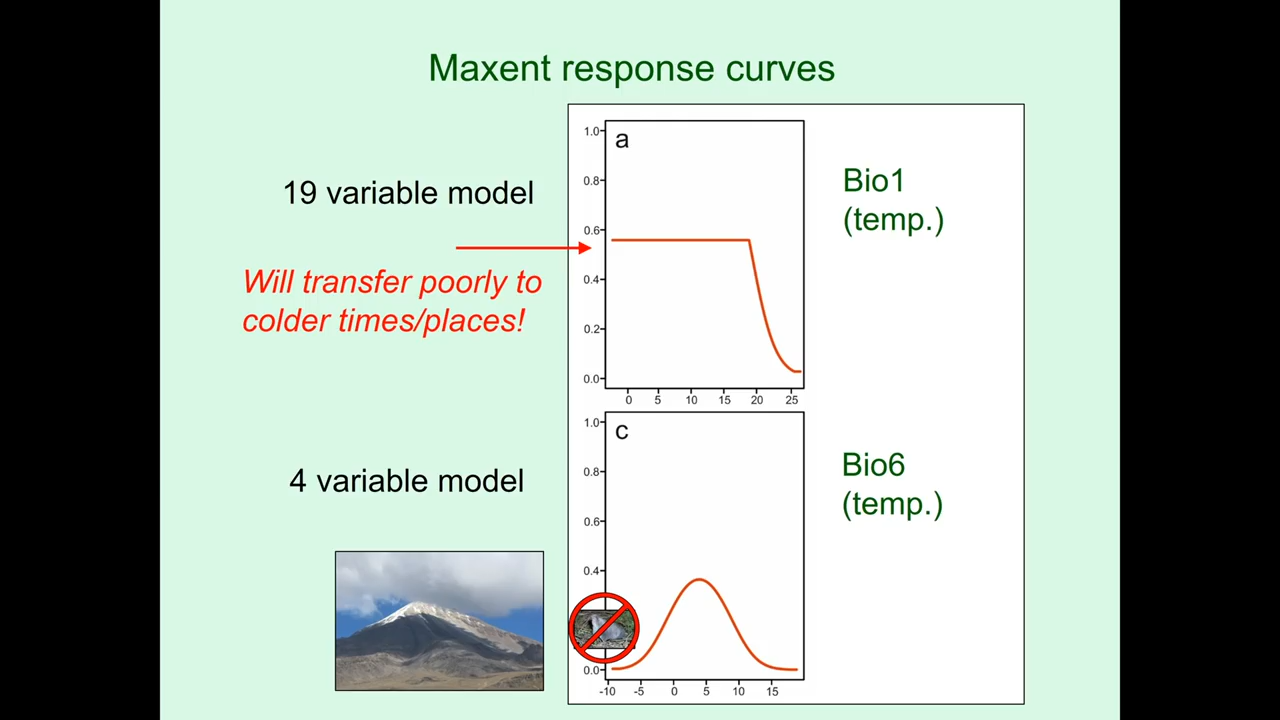 Maxent response curves
19 variable model
Will transfer poorly to
colder times/places!
a
1.0
0.8
0.6
0.4
0.2
0.0
0 5 10 15 20 25
Bio1
(temp.)
4 variable model
c
1.0
0.8
0.6
0.4
0.0
-10 -5 0 5 10 15
Bio6
(temp.)